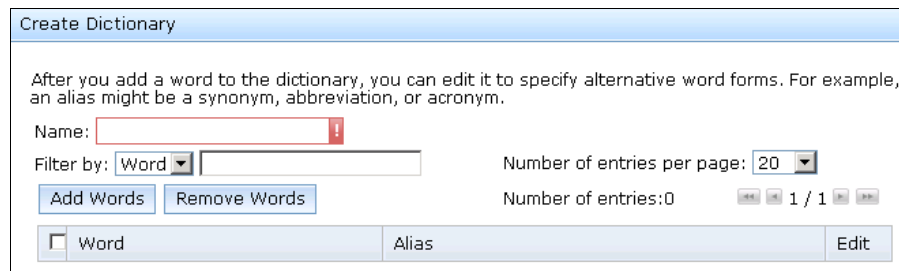 Create Dictionary
After you add a word to the dictionary, you can edit it to specify alternative word forms. For example,
an alias might be a synonym, abbreviation, or acronym.
Name: !
Filter by: Word Number of entries per page: 20
Add Words Remove Words Number of entries:0 1 / 1
Word Alias Edit